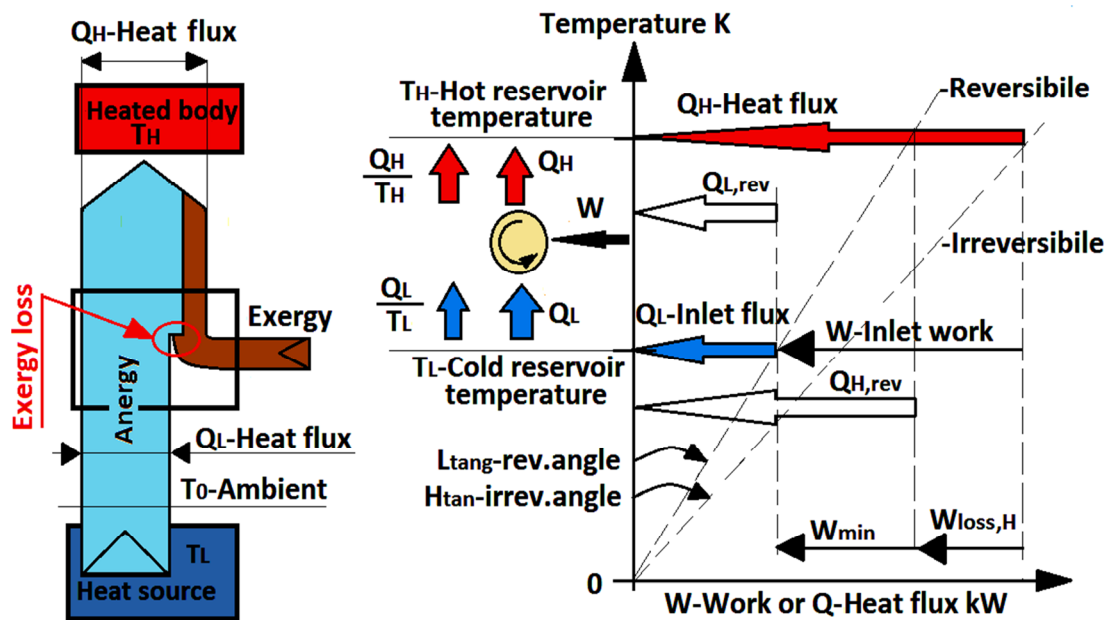 QH-Heat flux
Heated body
TH
Exergy loss
Exergy
Anergy
QL-Heat flux
T0-Ambient
TL
Heat source
Temperature K
TH-Hot reservoir
temperature
QH-Heat flux
-Reversibile
QH
TH
QH
QL,rev
W
-Irreversibile
QL
TL
QL
QL-Inlet flux
W-Inlet work
TL-Cold reservoir
temperature
QH,rev
Ltang-rev.angle
Htan-irrev.angle
Wmin
Wloss,H
0
W-Work or Q-Heat flux kW